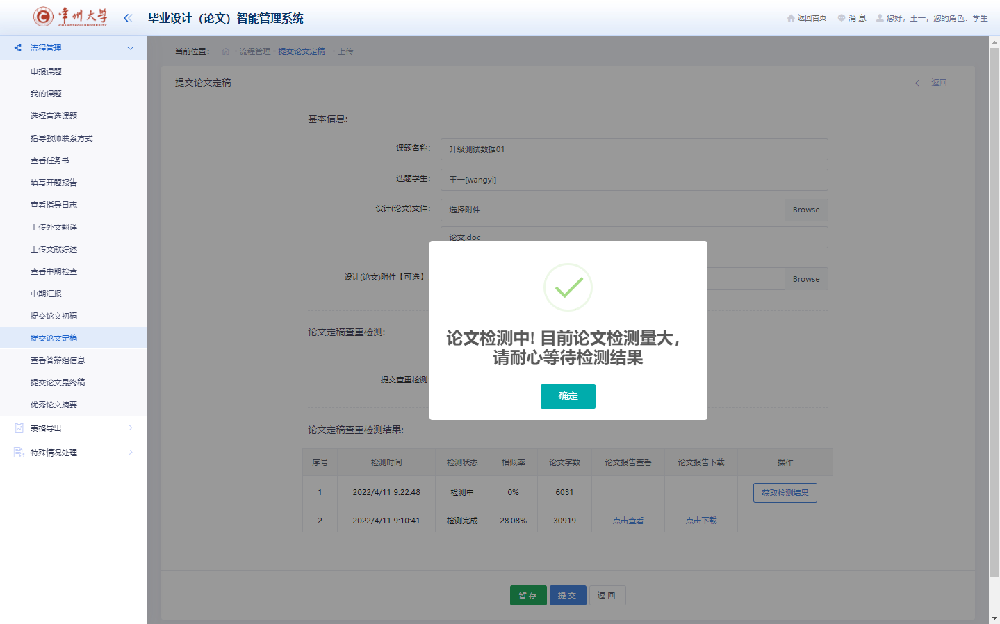 常州大学
CHANGZHOU UNIVERSITY
毕业设计（论文）智能管理系统
返回首页
消 息
您好，王一，您的角色：学生
流程管理
申报课题
我的课题
选择盲选课题
指导教师联系方式
查看任务书
填写开题报告
查看指导日志
上传外文翻译
上传文献综述
查看中期检查
中期汇报
提交论文初稿
提交论文定稿
查看答辩组信息
提交论文最终稿
优秀论文摘要
表格导出
特殊情况处理
当前位置： 流程管理 提交论文定稿 上传
提交论文定稿
返回
基本信息:
课题名称： 升级测试数据01
选题学生： 王一[wangyi]
设计(论文)文件： 选择附件 Browse
论文.doc
设计(论文)附件【可选】: Browse
论文定稿查重检测:
提交查重检测:
论文检测中! 目前论文检测量大，
请耐心等待检测结果
确定
论文定稿查重检测结果:
序号 检测时间 检测状态 相似率 论文字数 论文报告查看 论文报告下载 操作
1 2022/4/11 9:22:48 检测中 0% 6031 获取检测结果
2 2022/4/11 9:10:41 检测完成 28.08% 30919 点击查看 点击下载
暂 存 提 交 返 回